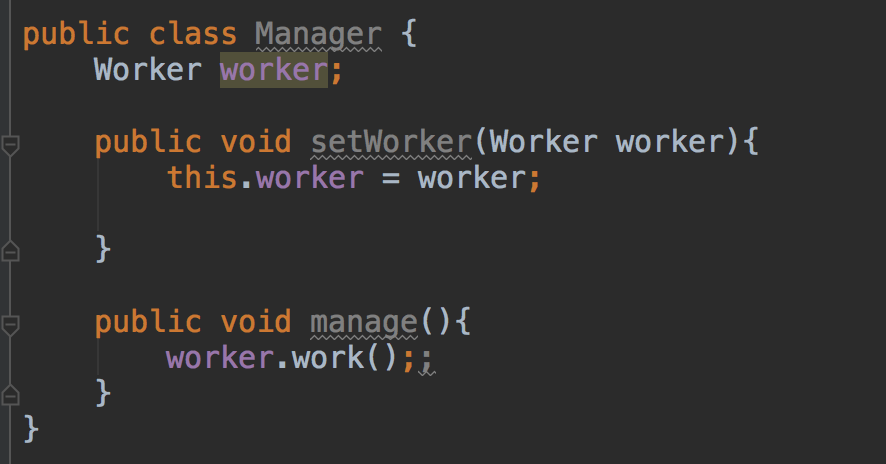 public class Manager {
Worker worker;
public void setWorker(Worker worker){
this.worker = worker;
}
public void manage(){
worker.work();;
}
}